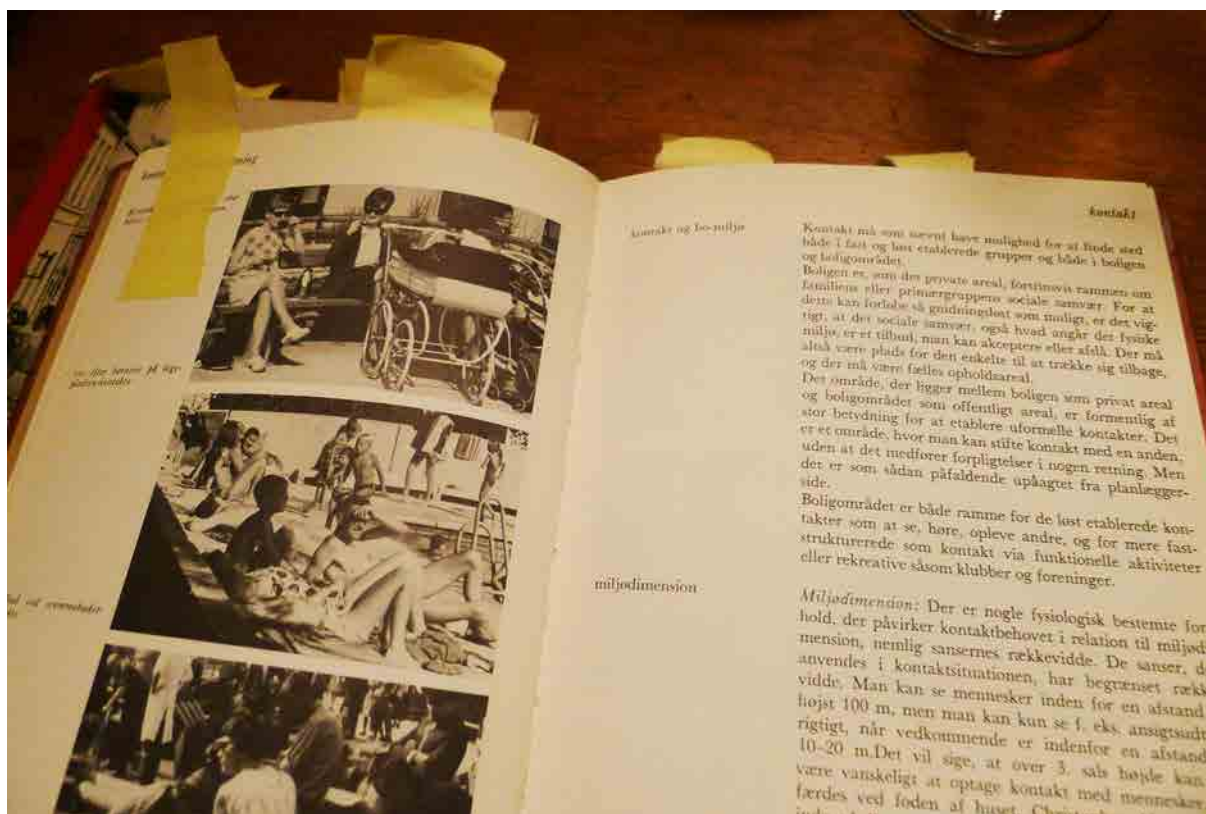 kontakt
kontakt og bo-miljø
Kontakt må som nævnt have mulighed for at finde sted
både i fast og løst etablerede grupper og både i boligen
og boligområdet.
Boligen er, som det private areal, forstrinsvis rammen om
familiens eller primærgruppens sociale samvær. For at
dette kan forløbe så gnidningsløst som muligt, er det vig-
tigt, at det sociale samvær, også hvad angår det fysiske
miljø, er et tilbud, man kan acceptere eller afslå. Der må
altså være plads for den enkelte til at trække sig tilbage,
og der må være fælles opholdsareal.
Det område, der ligger mellem boligen som privat areal
og boligområdet som offentligt areal, er formentlig af
stor betydning for at etablere uformelle kontakter. Det
er et område, hvor man kan stifte kontakt med en anden,
uden at det medfører forpligtelser i nogen retning. Men
det er som sådan påfaldende upåagtet fra planlægger-
side.
Boligområdet er både ramme for de løst etablerede kon-
takter som at se, høre, opleve andre, og for mere fast-
strukturerede som kontakt via funktionelle aktiviteter
eller rekreative såsom klubber og foreninger.
miljødimension
Miljødimension: Der er nogle fysiologisk bestemte for
hold, der påvirker kontaktbehovet i relation til miljød
mension, nemlig sansernes rækkevidde. De sanser, d
anvendes i kontaktsituationen, har begrænset rækk
vidde. Man kan se mennesker inden for en afstand
højst 100 m, men man kan kun se f. eks. ansigtsudt
rigtigt, når vedkommende er indenfor en afstand
10-20 m.Det vil sige, at over 3. sals højde kan
være vanskeligt at optage kontakt med mennesker,
færdes ved foden af huset.